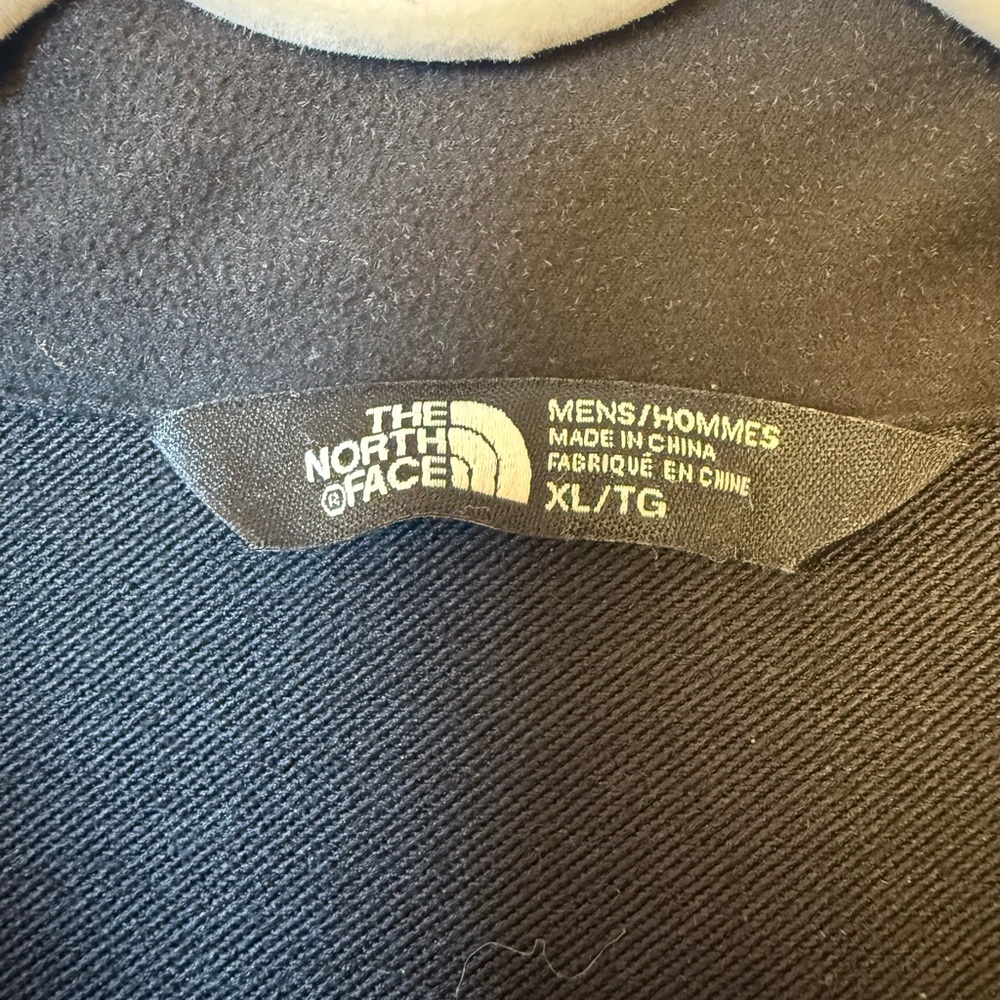 THE
NORTH
®FACE
MENS/HOMMES
MADE IN CHINA
FABRIQUÉ EN CHINE
XL/TG